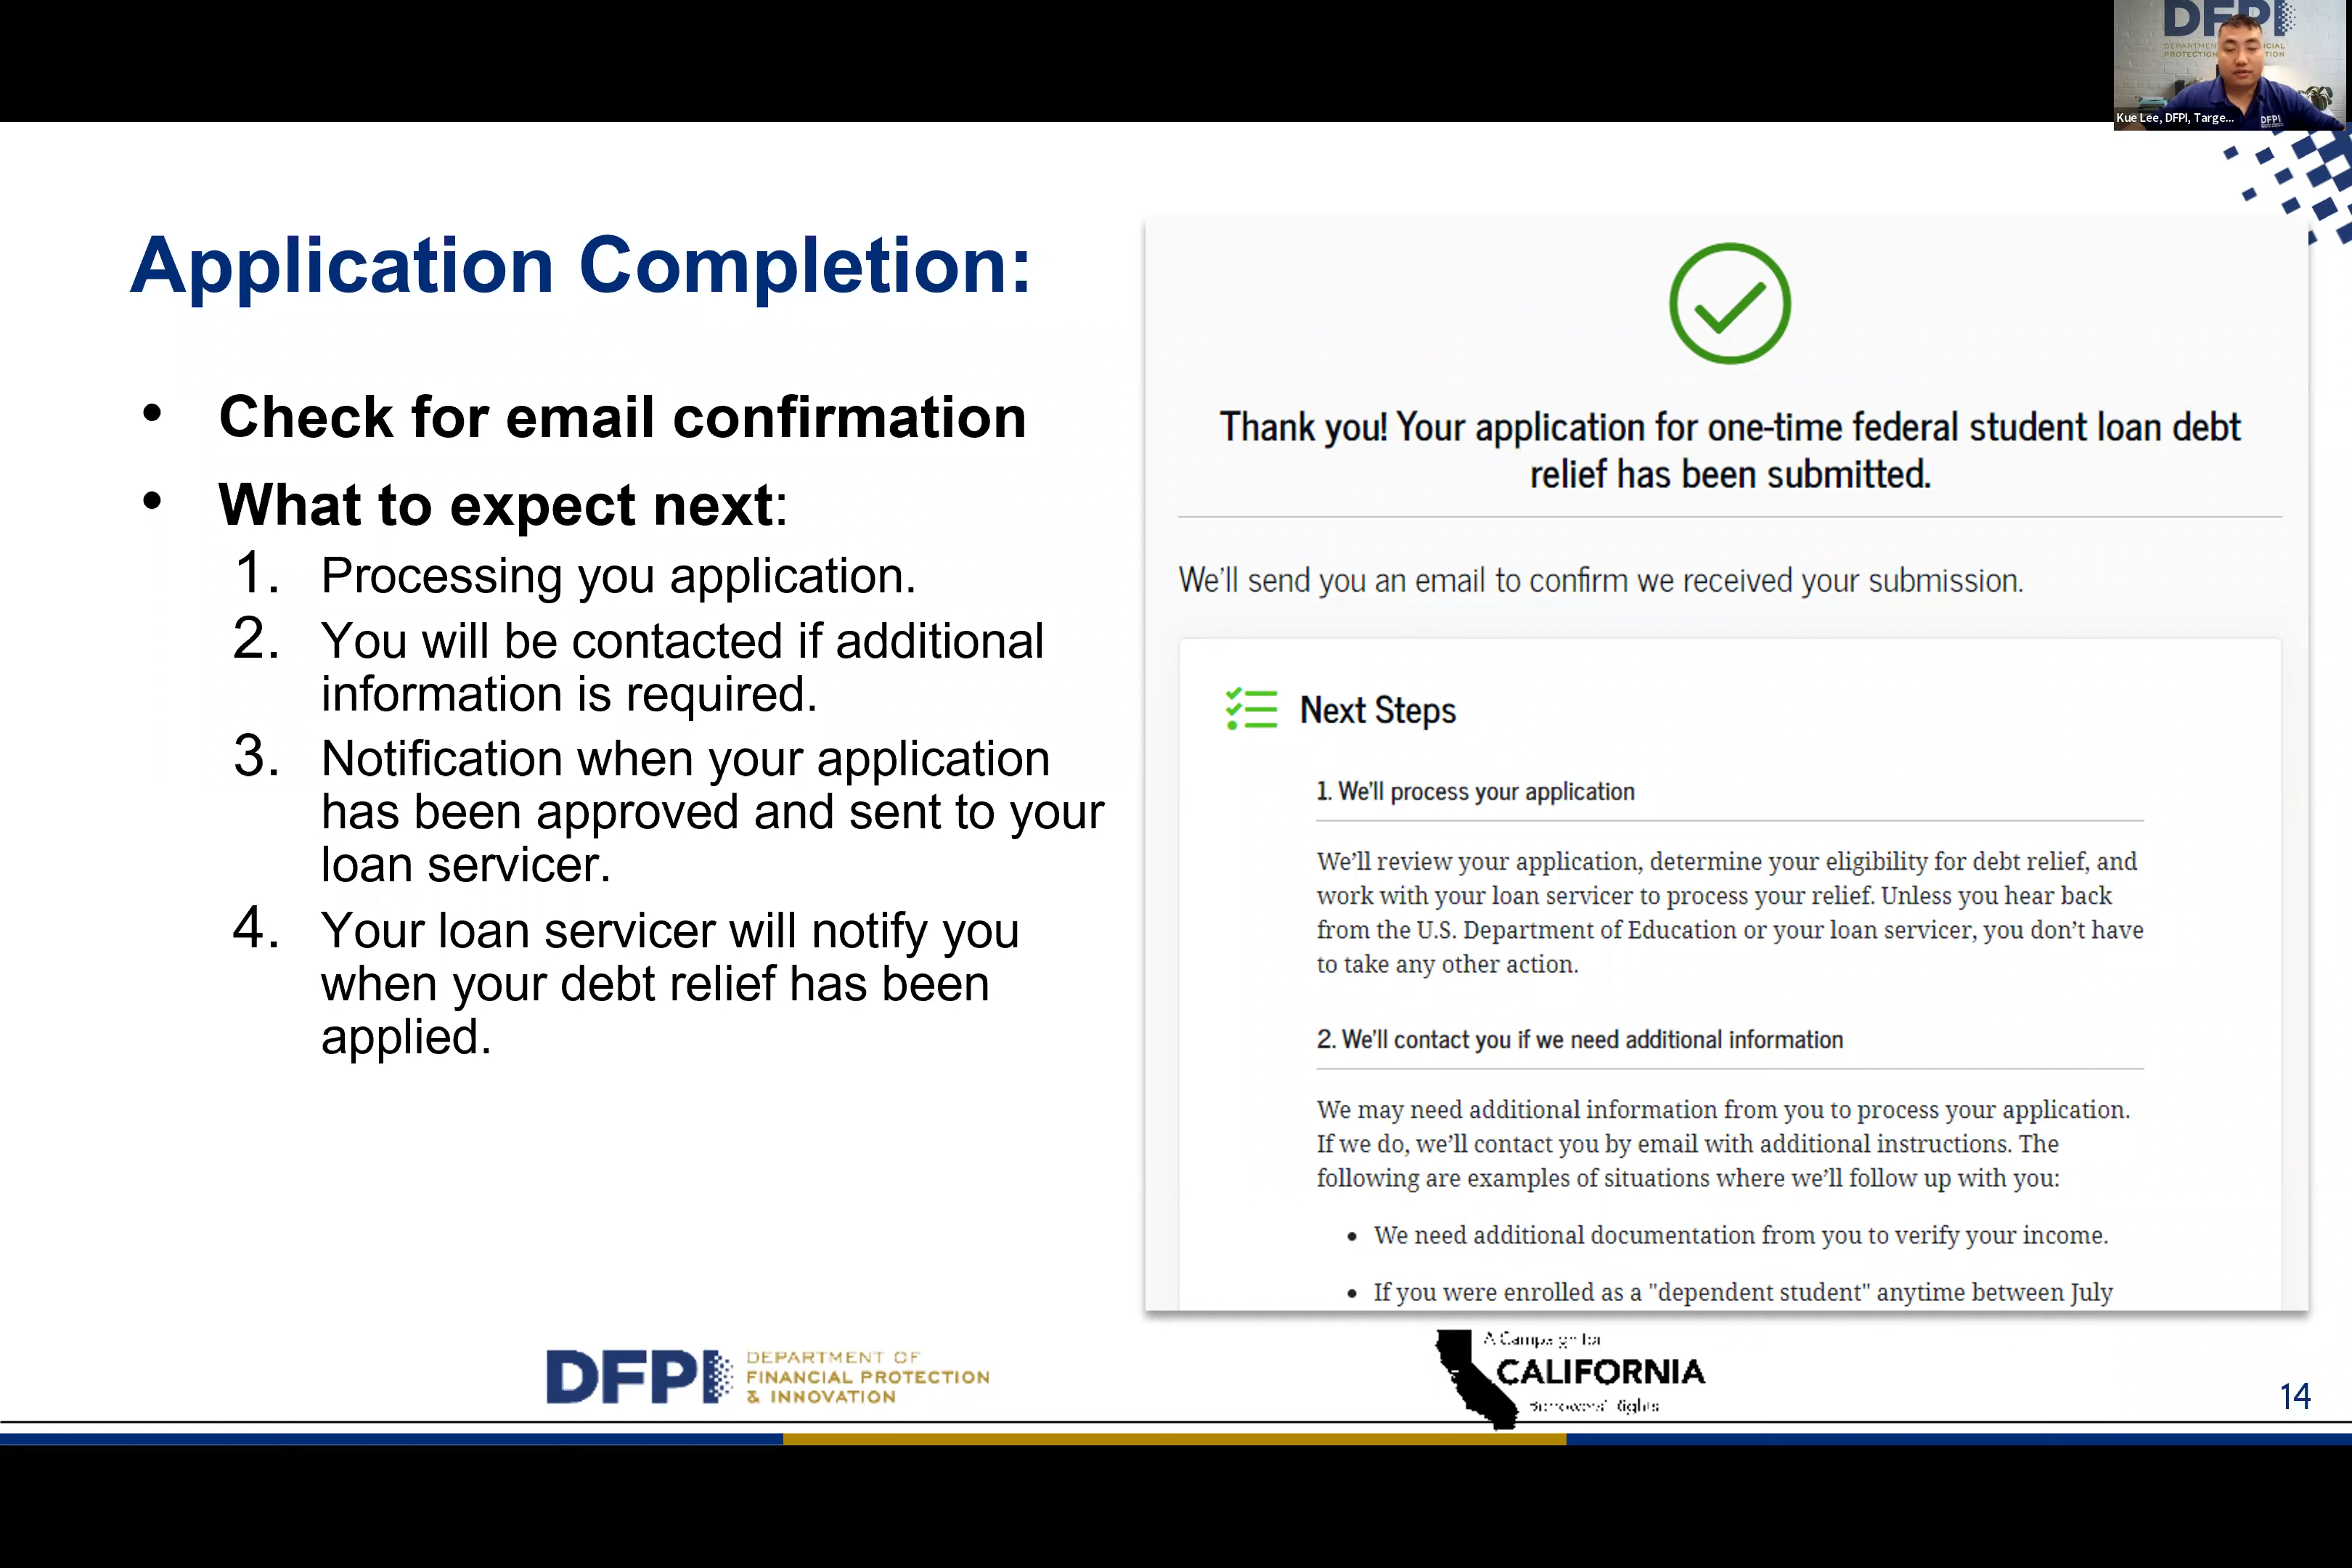 DFPI
Kue Lee, DFPI, Targe...
DFPI
Application Completion:
• Check for email confirmation
• What to expect next:
1. Processing you application.
2. You will be contacted if additional
information is required.
3. Notification when your application
has been approved and sent to your
loan servicer.
4. Your loan servicer will notify you
when your debt relief has been
applied.
Thank you! Your application for one-time federal student loan debt
relief has been submitted.
We'll send you an email to confirm we received your submission.
Next Steps
1. We'll process your application
We'll review your application, determine your eligibility for debt relief, and
work with your loan servicer to process your relief. Unless you hear back
from the U.S. Department of Education or your loan servicer, you don't have
to take any other action.
2. We'll contact you if we need additional information
We may need additional information from you to process your application.
If we do, we'll contact you by email with additional instructions. The
following are examples of situations where we'll follow up with you:
• We need additional documentation from you to verify your income.
• If you were enrolled as a "dependent student" anytime between July
DFPI
DEPARTMENT OF
FINANCIAL PROTECTION
& INNOVATION
A Campaign for
CALIFORNIA
Borrowers' Rights
14